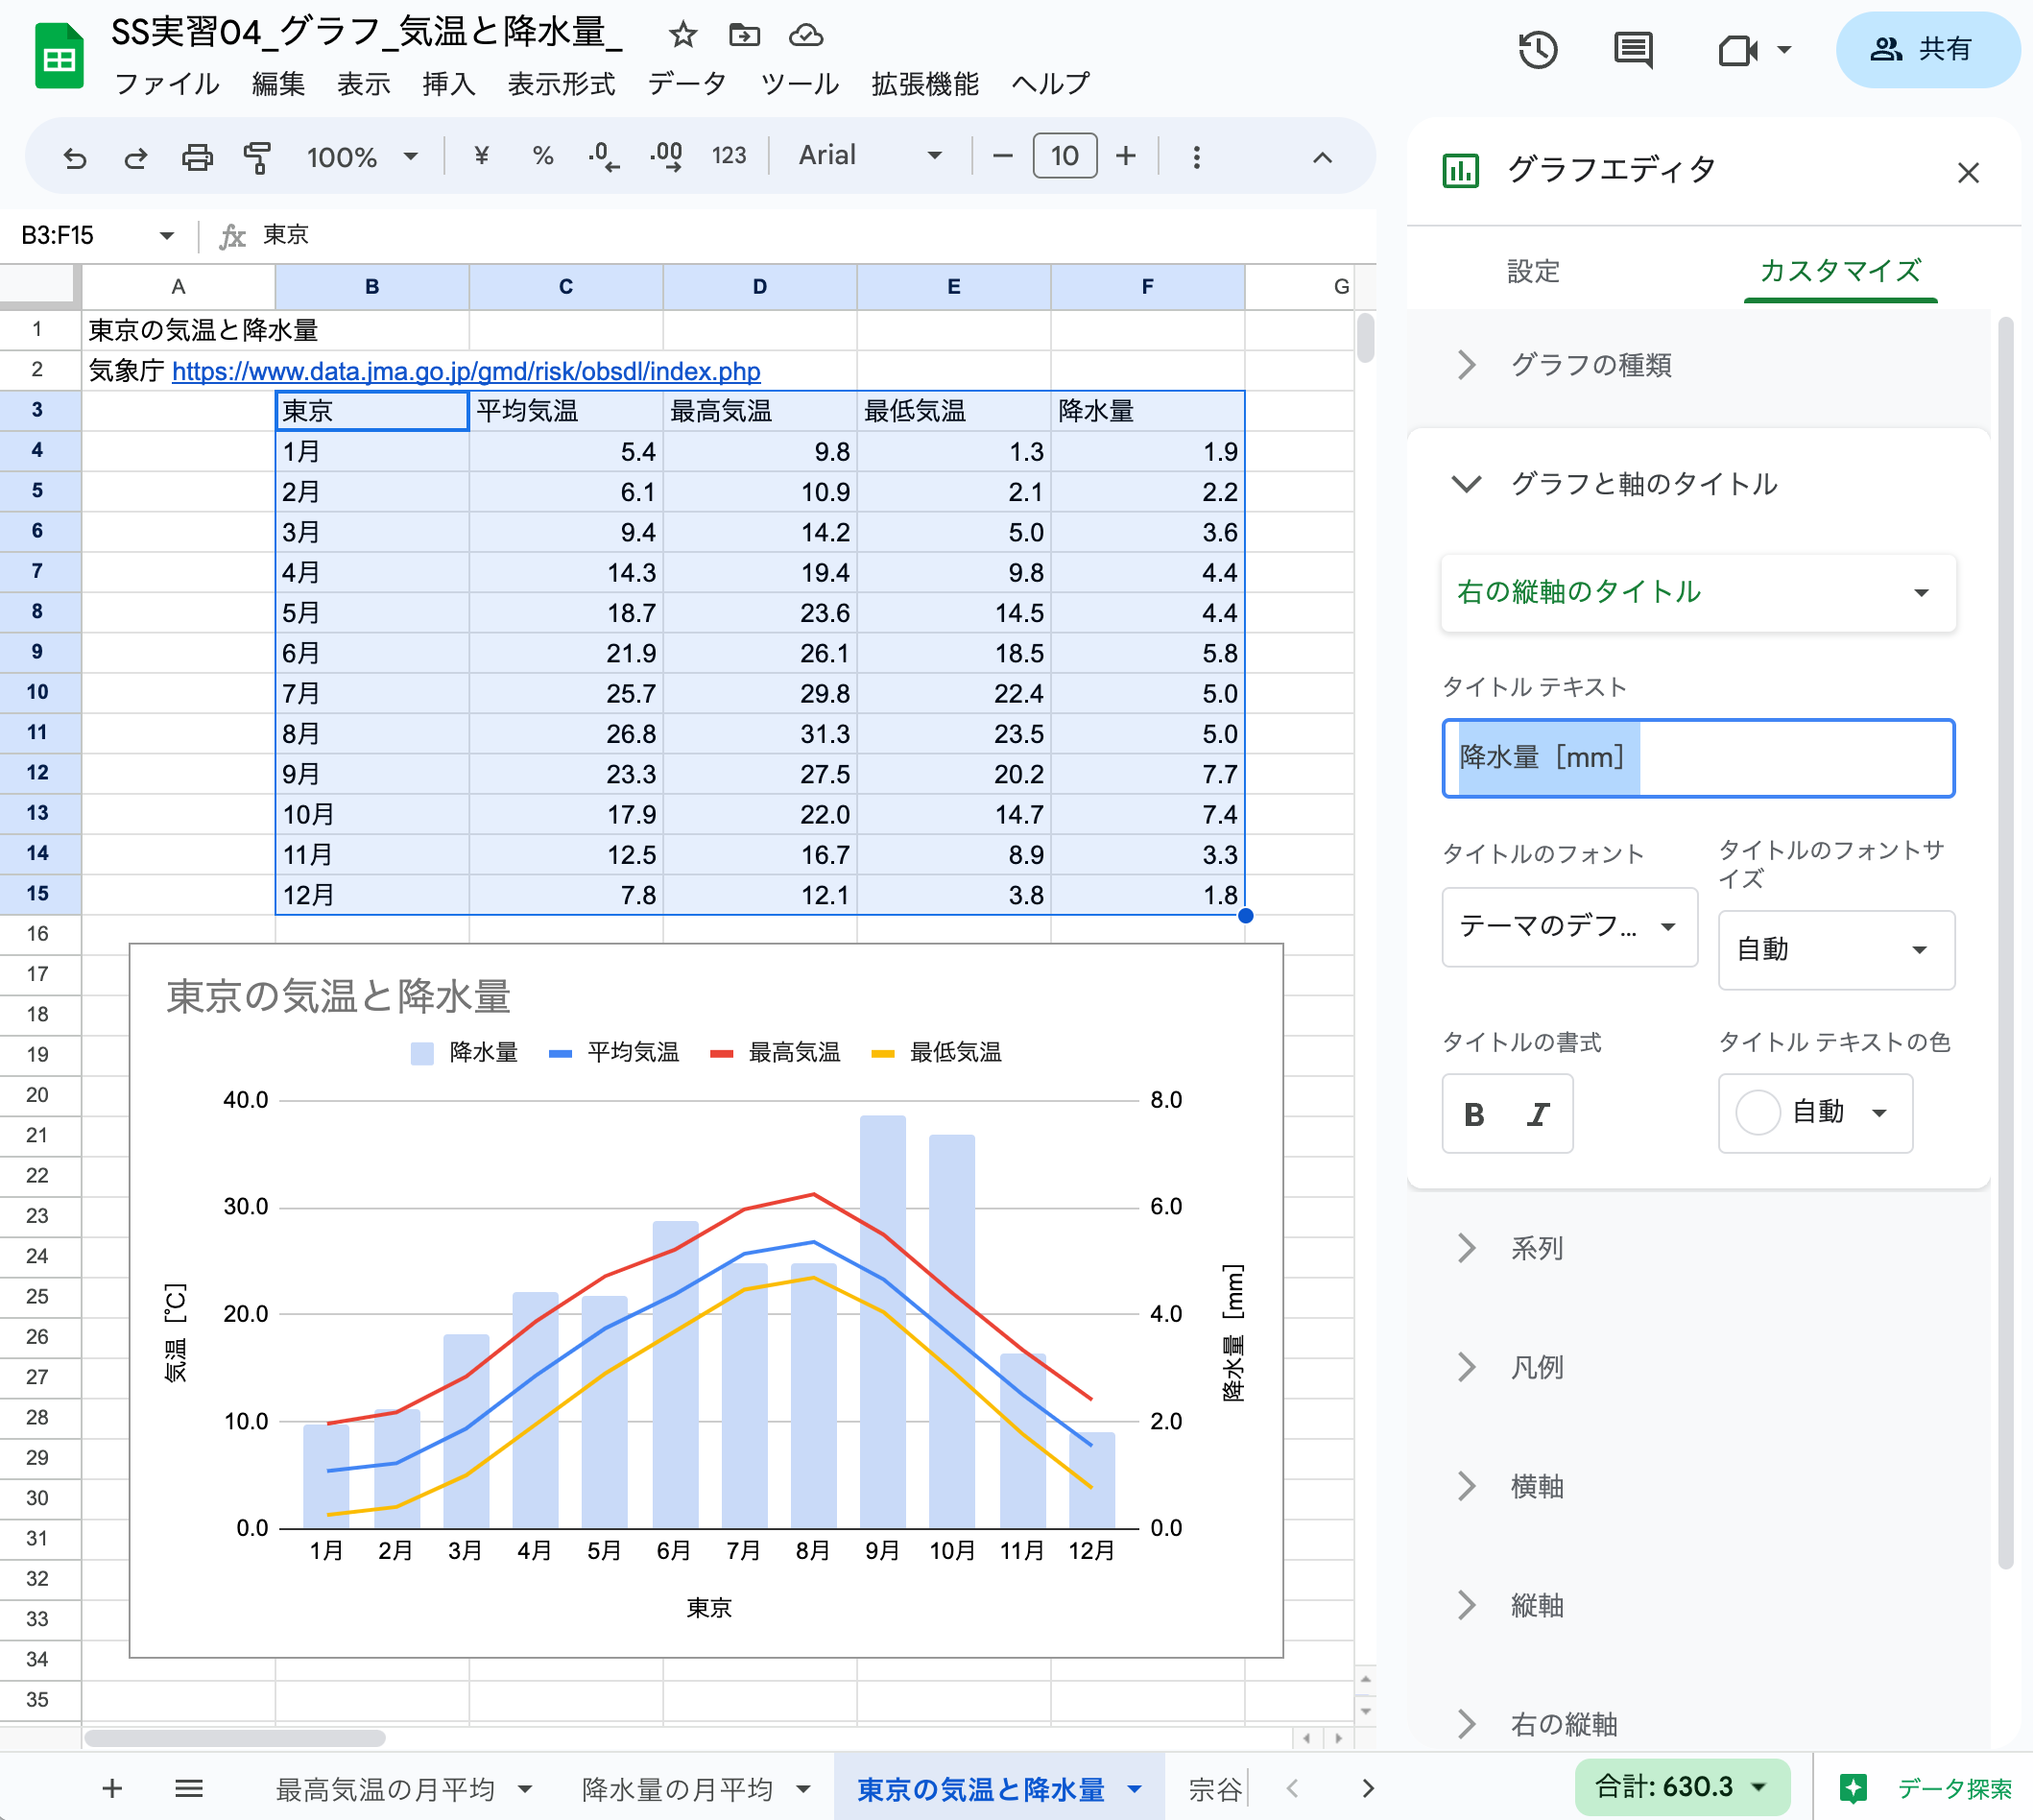 SS実習04_グラフ_気温と降水量_
ファイル 編集 表示 挿入 表示形式 データ ツール 拡張機能 ヘルプ
共有
100% ¥ % .0 .00 123 Arial 10
B3:F15 fx 東京
A B C D E F G
1 東京の気温と降水量
2 気象庁 https://www.data.jma.go.jp/gmd/risk/obsdl/index.php
3 東京 平均気温 最高気温 最低気温 降水量
4 1月 5.4 9.8 1.3 1.9
5 2月 6.1 10.9 2.1 2.2
6 3月 9.4 14.2 5.0 3.6
7 4月 14.3 19.4 9.8 4.4
8 5月 18.7 23.6 14.5 4.4
9 6月 21.9 26.1 18.5 5.8
10 7月 25.7 29.8 22.4 5.0
11 8月 26.8 31.3 23.5 5.0
12 9月 23.3 27.5 20.2 7.7
13 10月 17.9 22.0 14.7 7.4
14 11月 12.5 16.7 8.9 3.3
15 12月 7.8 12.1 3.8 1.8
16
17
18
19
20
21
22
23
24
25
26
27
28
29
30
31
32
33
34
35
東京の気温と降水量
降水量 平均気温 最高気温 最低気温
40.0 8.0
30.0 6.0
20.0 4.0
10.0 2.0
0.0 0.0
気温［℃］
降水量［mm］
1月 2月 3月 4月 5月 6月 7月 8月 9月 10月 11月 12月
東京
グラフエディタ
設定 カスタマイズ
グラフの種類
グラフと軸のタイトル
右の縦軸のタイトル
タイトル テキスト
降水量［mm］
タイトルのフォント
テーマのデフ...
タイトルのフォントサ
イズ
自動
タイトルの書式
B I
タイトル テキストの色
自動
系列
凡例
横軸
縦軸
右の縦軸
最高気温の月平均 降水量の月平均 東京の気温と降水量 宗谷
合計: 630.3
データ探索